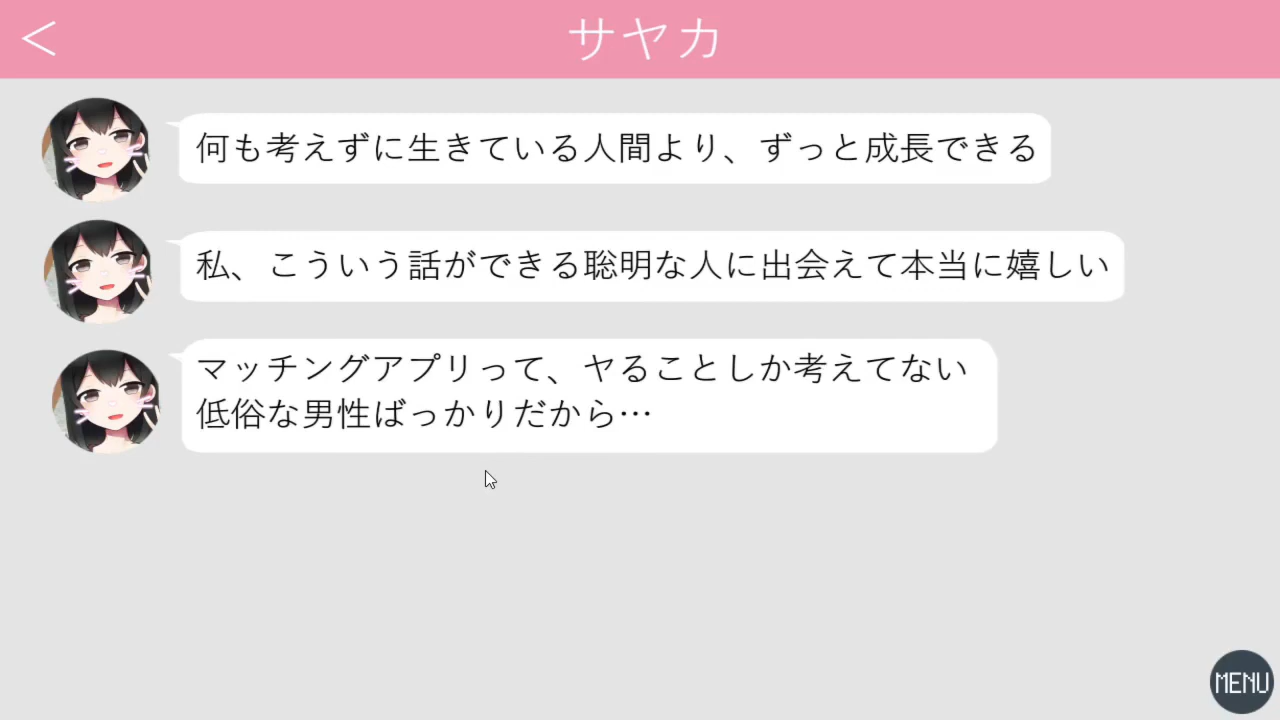 <
サヤカ
何も考えずに生きている人間より、ずっと成長できる
私、こういう話ができる聡明な人に出会えて本当に嬉しい
マッチングアプリって、ヤることしか考えてない
低俗な男性ばっかりだから…
MENU